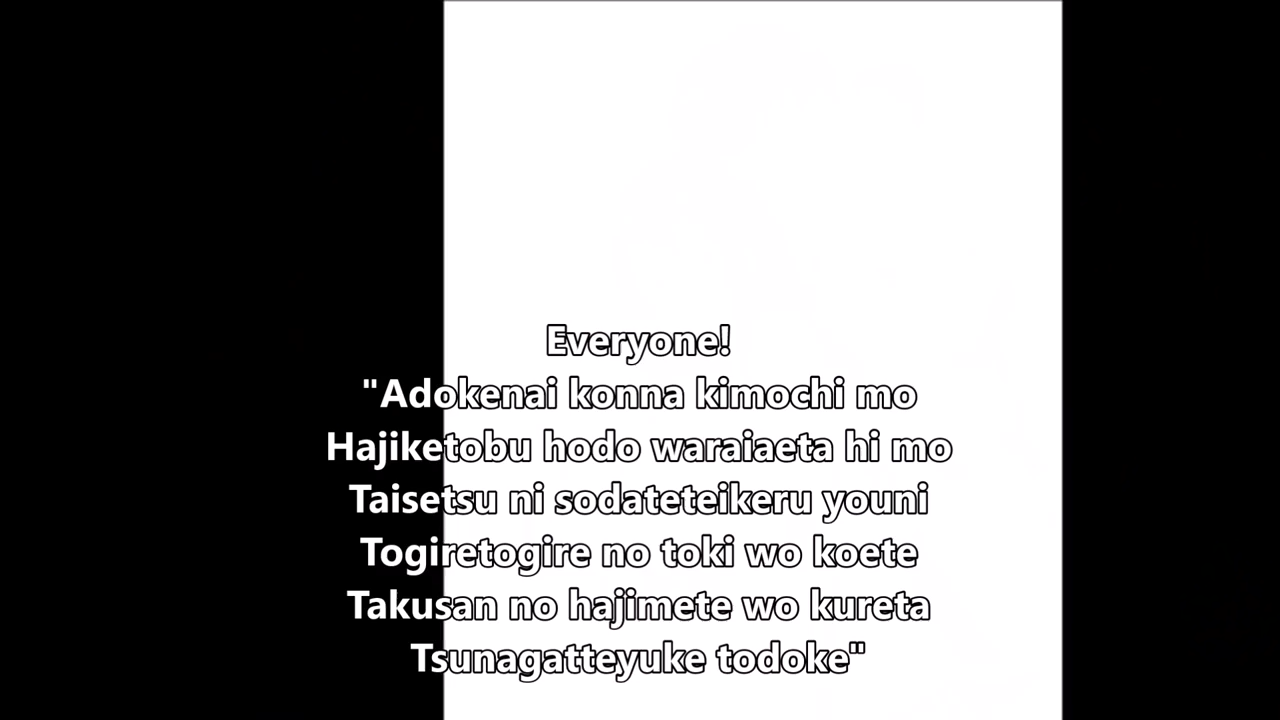 Everyone!
"Adokenai konna kimochi mo
Hajiketobu hodo waraiaeta hi mo
Taisetsu ni sodateteikeru youni
Togiretogire no toki wo koete
Takusan no hajimete wo kureta
Tsunagatteyuke todoke"